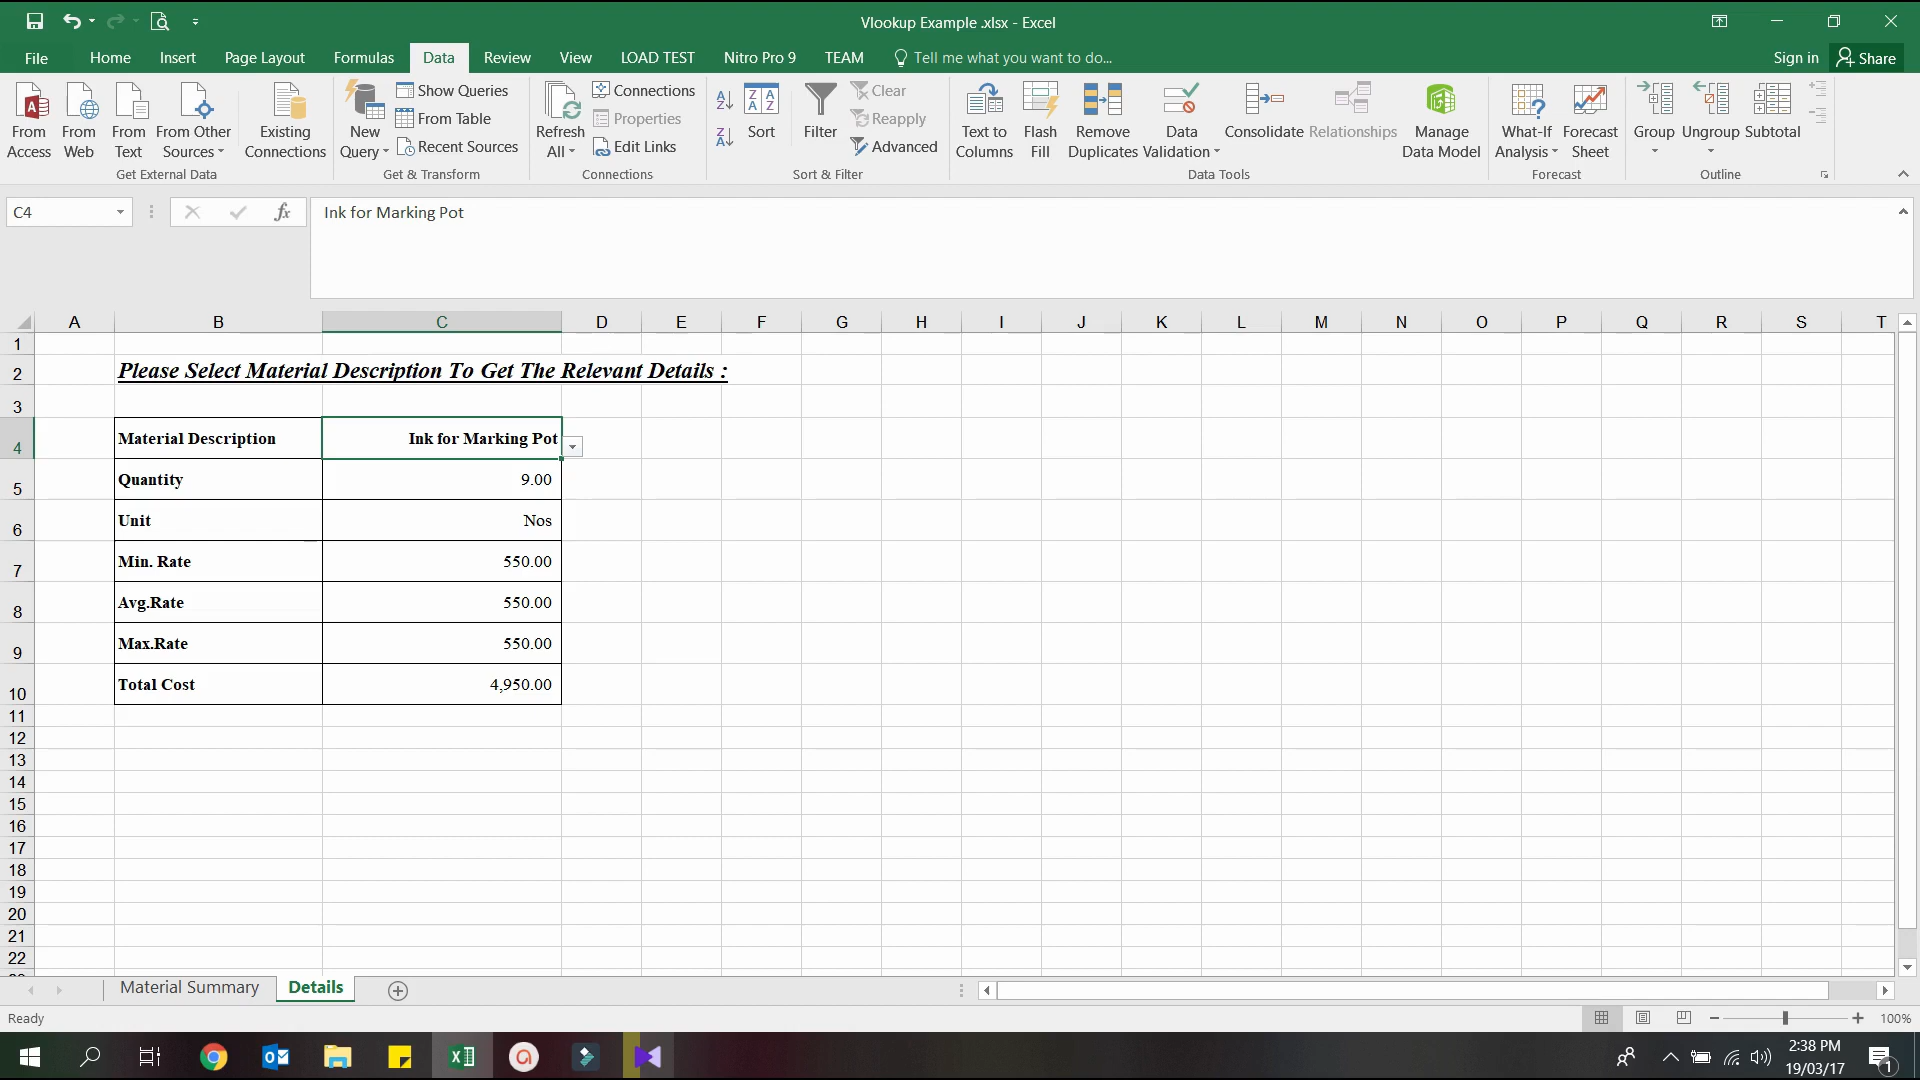 Vlookup Example .xlsx - Excel
File Home Insert Page Layout Formulas Data Review View LOAD TEST Nitro Pro 9 TEAM Tell me what you want to do... Sign in Share
From Access
From Web
From Text
From Other Sources
Existing Connections
Get External Data
New Query
Show Queries
From Table
Recent Sources
Get & Transform
Refresh All
Connections
Properties
Edit Links
Connections
Sort
Filter
Clear
Reapply
Advanced
Sort & Filter
Text to Columns
Flash Fill
Remove Duplicates
Data Validation
Consolidate
Relationships
Manage Data Model
Data Tools
What-If Analysis
Forecast Sheet
Forecast
Group
Ungroup
Subtotal
Outline
C4 fx Ink for Marking Pot
A B C D E F G H I J K L M N O P Q R S T
1
2 Please Select Material Description To Get The Relevant Details :
3
4 Material Description Ink for Marking Pot
5 Quantity 9.00
6 Unit Nos
7 Min. Rate 550.00
8 Avg.Rate 550.00
9 Max.Rate 550.00
10 Total Cost 4,950.00
11
12
13
14
15
16
17
18
19
20
21
22
Material Summary Details
Ready 100%
2:38 PM
19/03/17
1